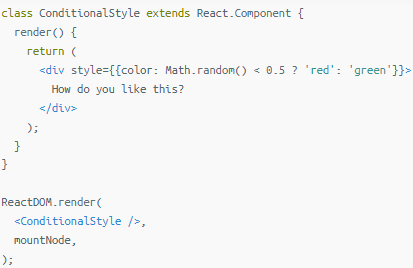 class ConditionalStyle extends React.Component {
  render() {
    return (
      <div style={{color: Math.random() < 0.5 ? 'red': 'green'}}>
        How do you like this?
      </div>
    );
  }
}

ReactDOM.render(
  <ConditionalStyle />,
  mountNode,
);